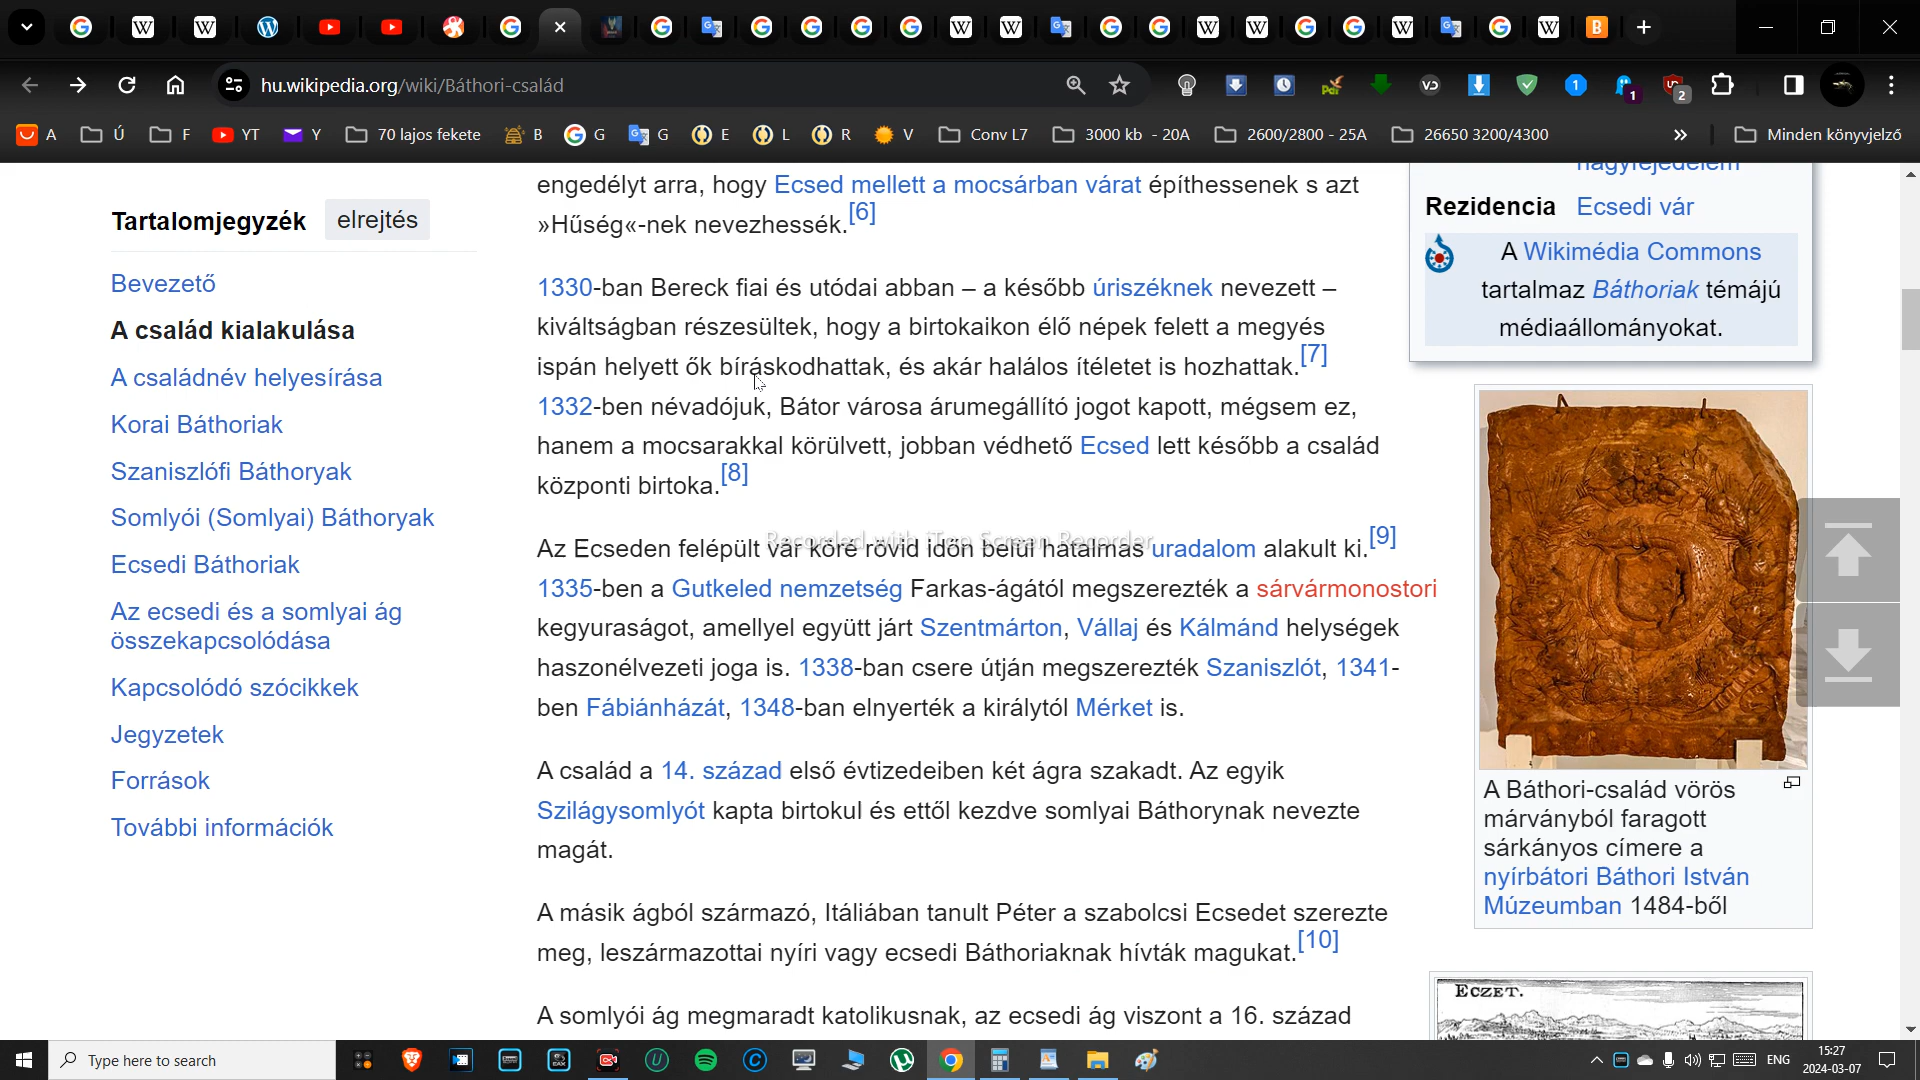 hu.wikipedia.org/wiki/Báthori-család
1
2
A
Ú
F
YT
Y
70 lajos fekete
B
G
G
E
L
R
V
Conv L7
3000 kb - 20A
2600/2800 - 25A
26650 3200/4300
»
Minden könyvjelző
Tartalomjegyzék
elrejtés
Bevezető
A család kialakulása
A családnév helyesírása
Korai Báthoriak
Szaniszlófi Báthoryak
Somlyói (Somlyai) Báthoryak
Ecsedi Báthoriak
Az ecsedi és a somlyai ág
összekapcsolódása
Kapcsolódó szócikkek
Jegyzetek
Források
További információk
engedélyt arra, hogy Ecsed mellett a mocsárban várat építhessenek s azt
»Hűség«-nek nevezhessék.[6]
1330-ban Bereck fiai és utódai abban – a később úriszéknek nevezett –
kiváltságban részesültek, hogy a birtokaikon élő népek felett a megyés
ispán helyett ők bíráskodhattak, és akár halálos ítéletet is hozhattak.[7]
1332-ben névadójuk, Bátor városa árumegállító jogot kapott, mégsem ez,
hanem a mocsarakkal körülvett, jobban védhető Ecsed lett később a család
központi birtoka.[8]
Recorded with iTop Screen Recorder
Az Ecseden felépült vár köré rövid időn belül hatalmas uradalom alakult ki.[9]
1335-ben a Gutkeled nemzetség Farkas-ágától megszerezték a sárvármonostori
kegyuraságot, amellyel együtt járt Szentmárton, Vállaj és Kálmánd helységek
haszonélvezeti joga is. 1338-ban csere útján megszerezték Szaniszlót, 1341-
ben Fábiánházát, 1348-ban elnyerték a királytól Mérket is.
A család a 14. század első évtizedeiben két ágra szakadt. Az egyik
Szilágysomlyót kapta birtokul és ettől kezdve somlyai Báthorynak nevezte
magát.
A másik ágból származó, Itáliában tanult Péter a szabolcsi Ecsedet szerezte
meg, leszármazottai nyíri vagy ecsedi Báthoriaknak hívták magukat.[10]
A somlyói ág megmaradt katolikusnak, az ecsedi ág viszont a 16. század
nagyfejedelem
Rezidencia Ecsedi vár
A Wikimédia Commons
tartalmaz Báthoriak témájú
médiaállományokat.
A Báthori-család vörös
márványból faragott
sárkányos címere a
nyírbátori Báthori István
Múzeumban 1484-ből
ECZET.
Type here to search
ENG
15:27
2024-03-07